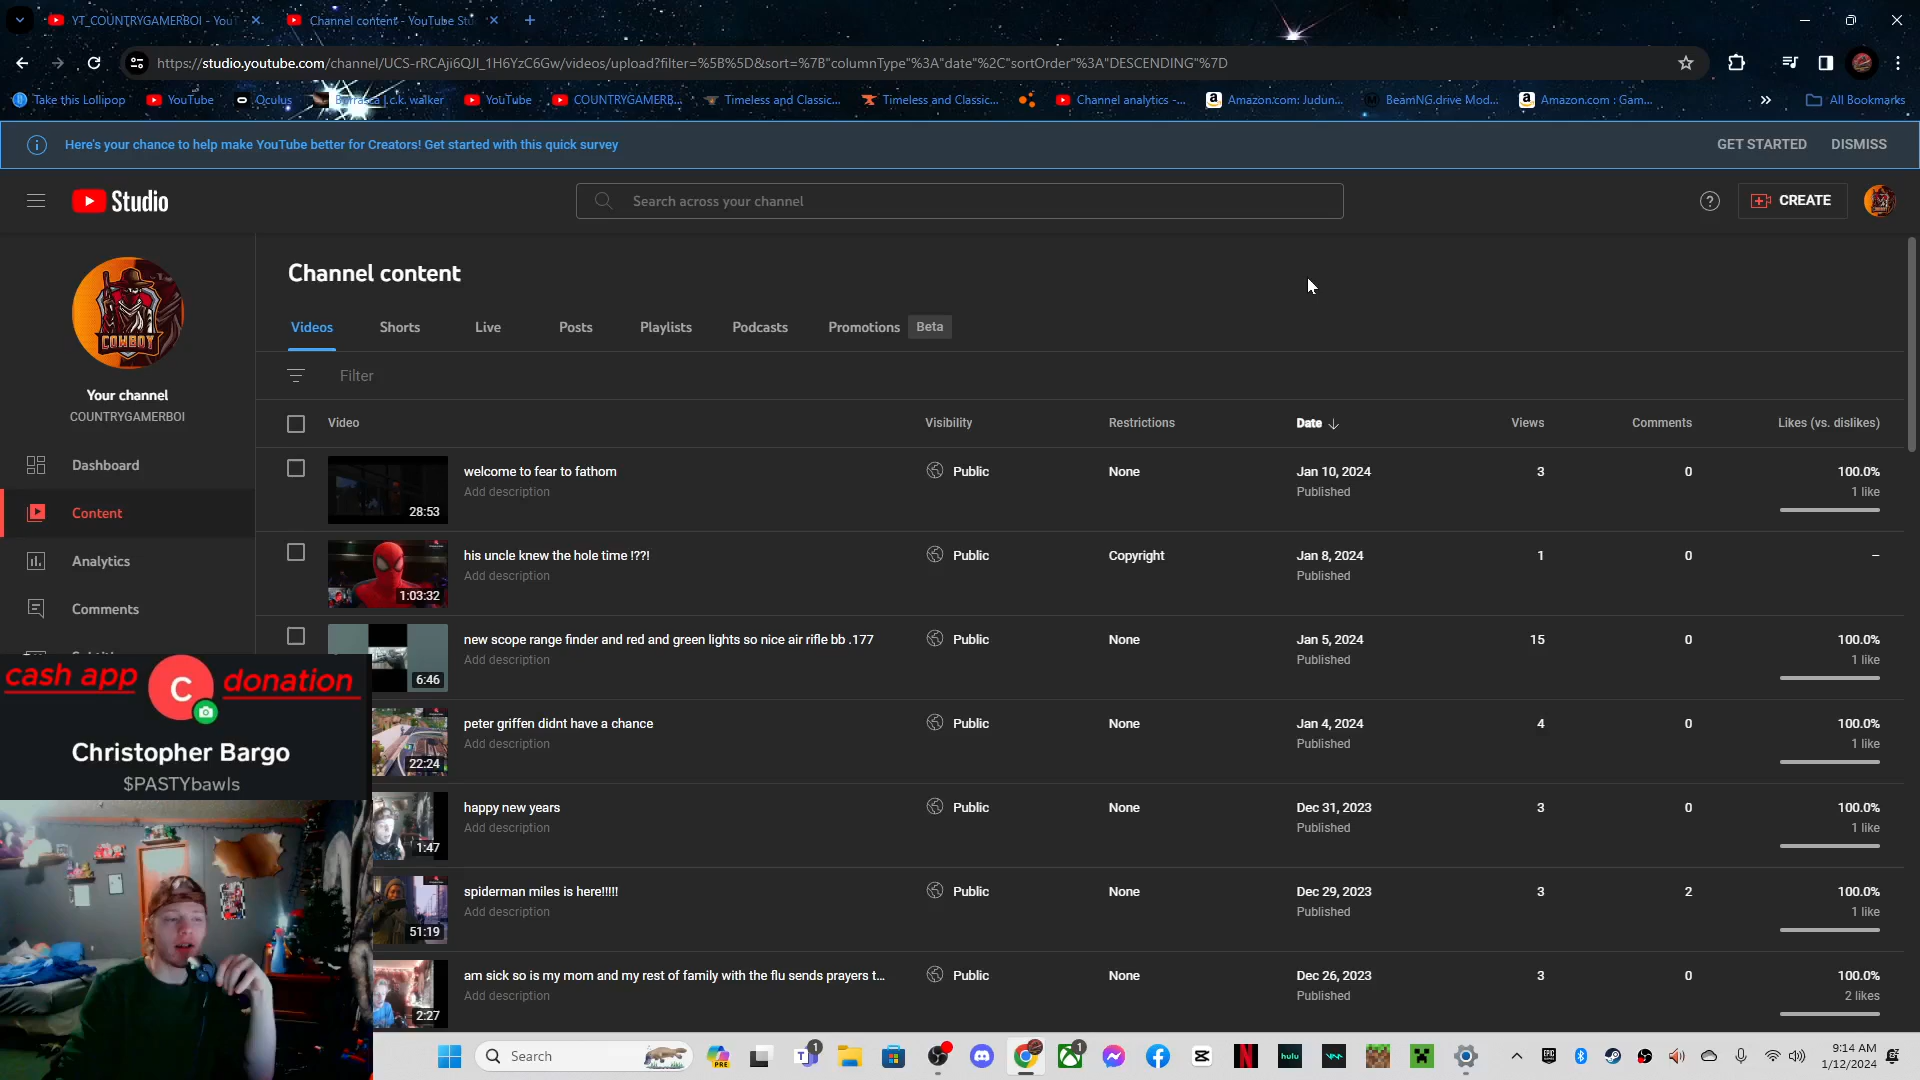 YT_COUNTRYGAMERBOI - You
Channel content - YouTube St
https://studio.youtube.com/channel/UCS-rRCAji6QJI_1H6YzC6Gw/videos/upload?filter=%5B%5D&sort=%7B"columnType"%3A"date"%2C"sortOrder"%3A"DESCENDING"%7D
Take this Lollipop
YouTube
Oculus
Borrasca I.c.k. walker
YouTube
COUNTRYGAMERB...
Timeless and Classic...
Timeless and Classic...
Channel analytics -...
Amazon.com: Judun...
BeamNG.drive Mod...
Amazon.com : Gam...
All Bookmarks
Here's your chance to help make YouTube better for Creators! Get started with this quick survey
GET STARTED
DISMISS
Studio
Search across your channel
CREATE
COWBOY
Your channel
COUNTRYGAMERBOI
Dashboard
Content
Analytics
Comments
Channel content
Videos
Shorts
Live
Posts
Playlists
Podcasts
Promotions
Beta
Filter
Video
Visibility
Restrictions
Date
Views
Comments
Likes (vs. dislikes)
28:53
welcome to fear to fathom
Add description
Public
None
Jan 10, 2024
Published
3
0
100.0%
1 like
1:03:32
his uncle knew the hole time !??!
Add description
Public
Copyright
Jan 8, 2024
Published
1
0
–
6:46
new scope range finder and red and green lights so nice air rifle bb .177
Add description
Public
None
Jan 5, 2024
Published
15
0
100.0%
1 like
22:24
peter griffen didnt have a chance
Add description
Public
None
Jan 4, 2024
Published
4
0
100.0%
1 like
1:47
happy new years
Add description
Public
None
Dec 31, 2023
Published
3
0
100.0%
1 like
51:19
spiderman miles is here!!!!!
Add description
Public
None
Dec 29, 2023
Published
3
2
100.0%
1 like
2:27
am sick so is my mom and my rest of family with the flu sends prayers t...
Add description
Public
None
Dec 26, 2023
Published
3
0
100.0%
2 likes
cash app
C
donation
Christopher Bargo
$PASTYbawls
Search
PRE
1
1
hulu
9:14 AM
1/12/2024